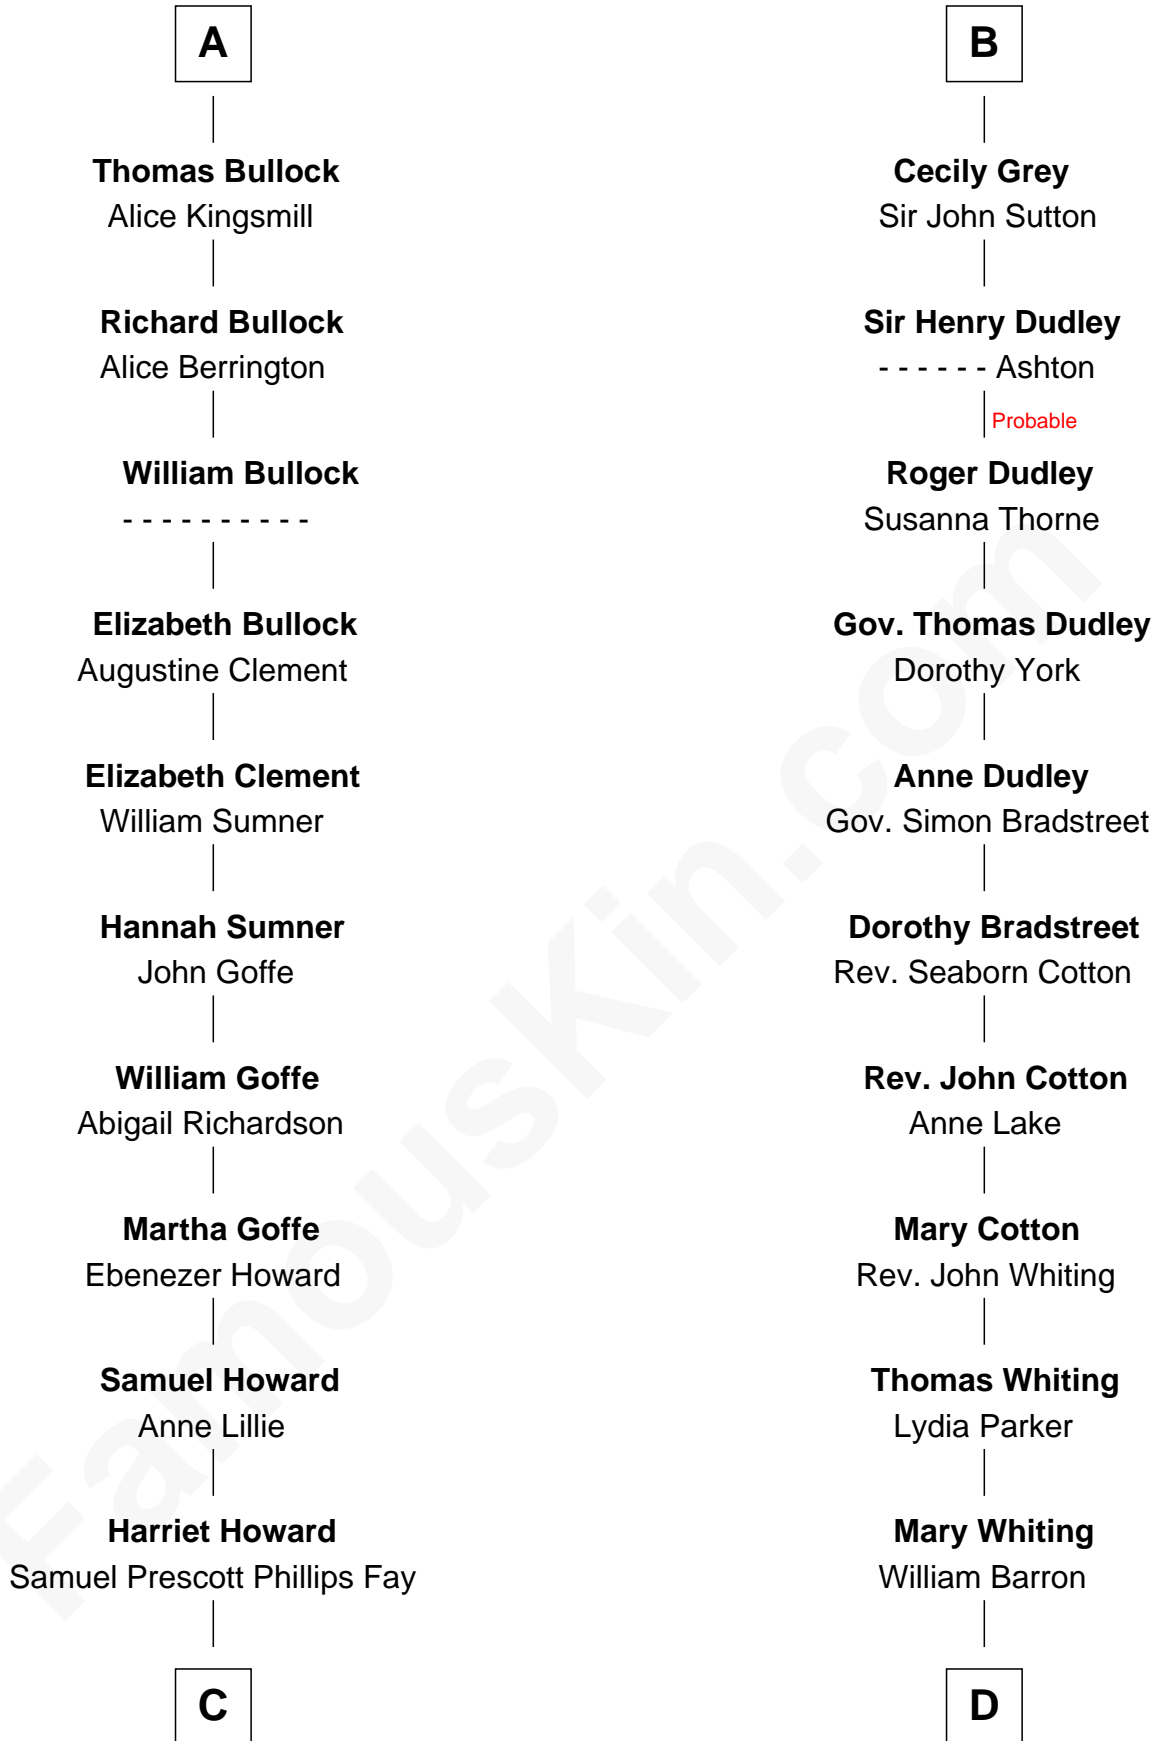 A
Thomas Bullock
Alice Kingsmill
Richard Bullock
Alice Berrington
William Bullock
- - - - - - - - - -
Elizabeth Bullock
Augustine Clement
Elizabeth Clement
William Sumner
Hannah Sumner
John Goffe
William Goffe
Abigail Richardson
Martha Goffe
Ebenezer Howard
Samuel Howard
Anne Lillie
Harriet Howard
Samuel Prescott Phillips Fay
C
B
Cecily Grey
Sir John Sutton
Sir Henry Dudley
- - - - - - Ashton
Probable
Roger Dudley
Susanna Thorne
Gov. Thomas Dudley
Dorothy York
Anne Dudley
Gov. Simon Bradstreet
Dorothy Bradstreet
Rev. Seaborn Cotton
Rev. John Cotton
Anne Lake
Mary Cotton
Rev. John Whiting
Thomas Whiting
Lydia Parker
Mary Whiting
William Barron
D
FamousKin.com